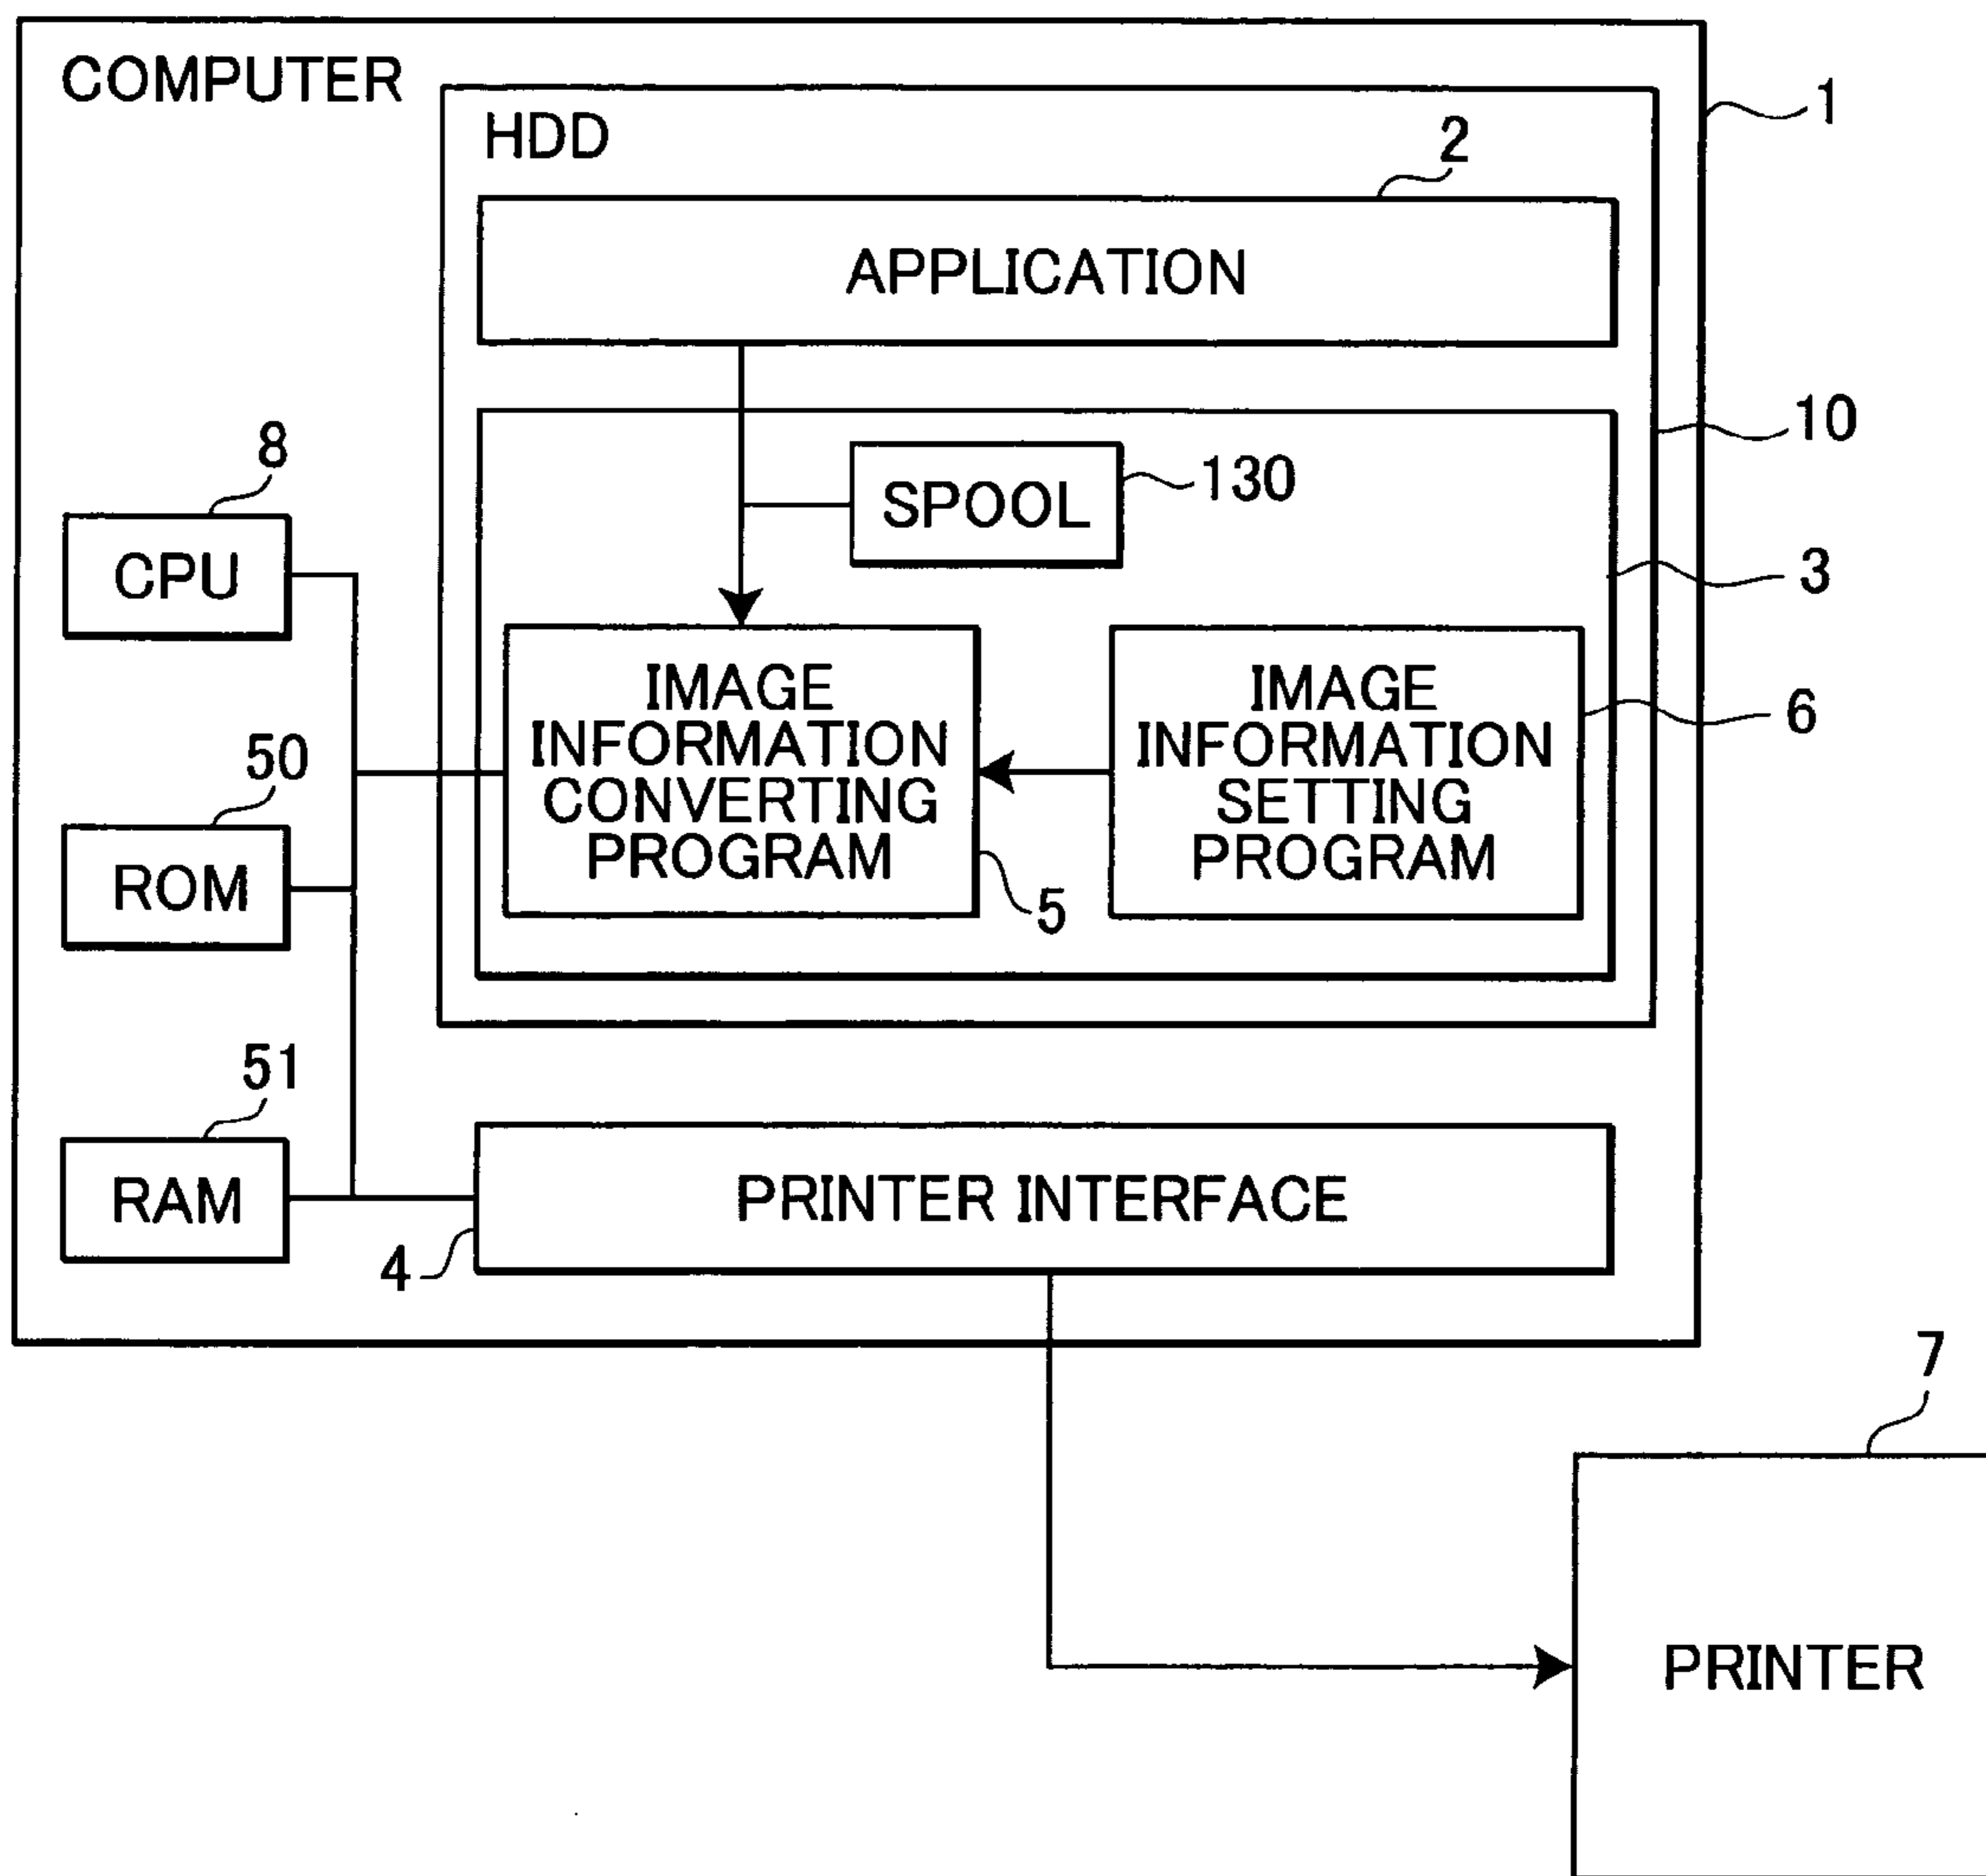 COMPUTER
1
HDD
2
APPLICATION
10
8
SPOOL
130
CPU
3
IMAGE
INFORMATION
CONVERTING
PROGRAM
IMAGE
INFORMATION
SETTING
PROGRAM
6
50
ROM
5
51
RAM
PRINTER INTERFACE
4
7
PRINTER